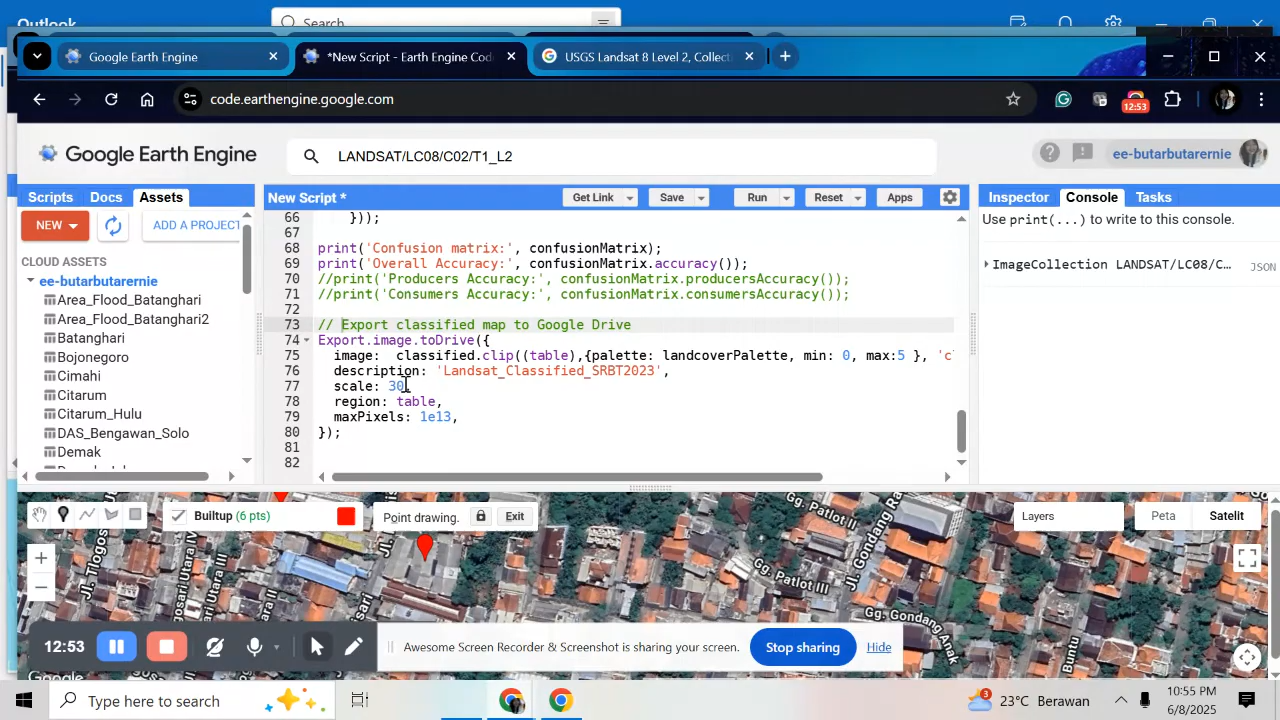 Outlook
Search
Google Earth Engine
*New Script - Earth Engine Cod
USGS Landsat 8 Level 2, Collecti
code.earthengine.google.com
12:53
Google Earth Engine
LANDSAT/LC08/C02/T1_L2
ee-butarbutarernie
Scripts
Docs
Assets
NEW
ADD A PROJECT
CLOUD ASSETS
ee-butarbutarernie
Area_Flood_Batanghari
Area_Flood_Batanghari2
Batanghari
Bojonegoro
Cimahi
Citarum
Citarum_Hulu
DAS_Bengawan_Solo
Demak
New Script *
Get Link
Save
Run
Reset
Apps
66 }));
67
68 print('Confusion matrix:', confusionMatrix);
69 print('Overall Accuracy:', confusionMatrix.accuracy());
70 //print('Producers Accuracy:', confusionMatrix.producersAccuracy());
71 //print('Consumers Accuracy:', confusionMatrix.consumersAccuracy());
72
73 // Export classified map to Google Drive
74 Export.image.toDrive({
75 image:  classified.clip((table),{palette: landcoverPalette, min: 0, max:5 }, 'c
76 description: 'Landsat_Classified_SRBT2023',
77 scale: 30,
78 region: table,
79 maxPixels: 1e13,
80 });
81
82
Inspector
Console
Tasks
Use print(...) to write to this console.
ImageCollection LANDSAT/LC08/C…
JSON
Builtup (6 pts)
Point drawing.
Exit
Layers
Peta
Satelit
Gg. Patlot II
Gg. Patlot III
Jl. Gondang Ra
Gg. Gondang Anak
Buntu
12:53
Awesome Screen Recorder & Screenshot is sharing your screen.
Stop sharing
Hide
Type here to search
3
23°C Berawan
10:55 PM
6/8/2025